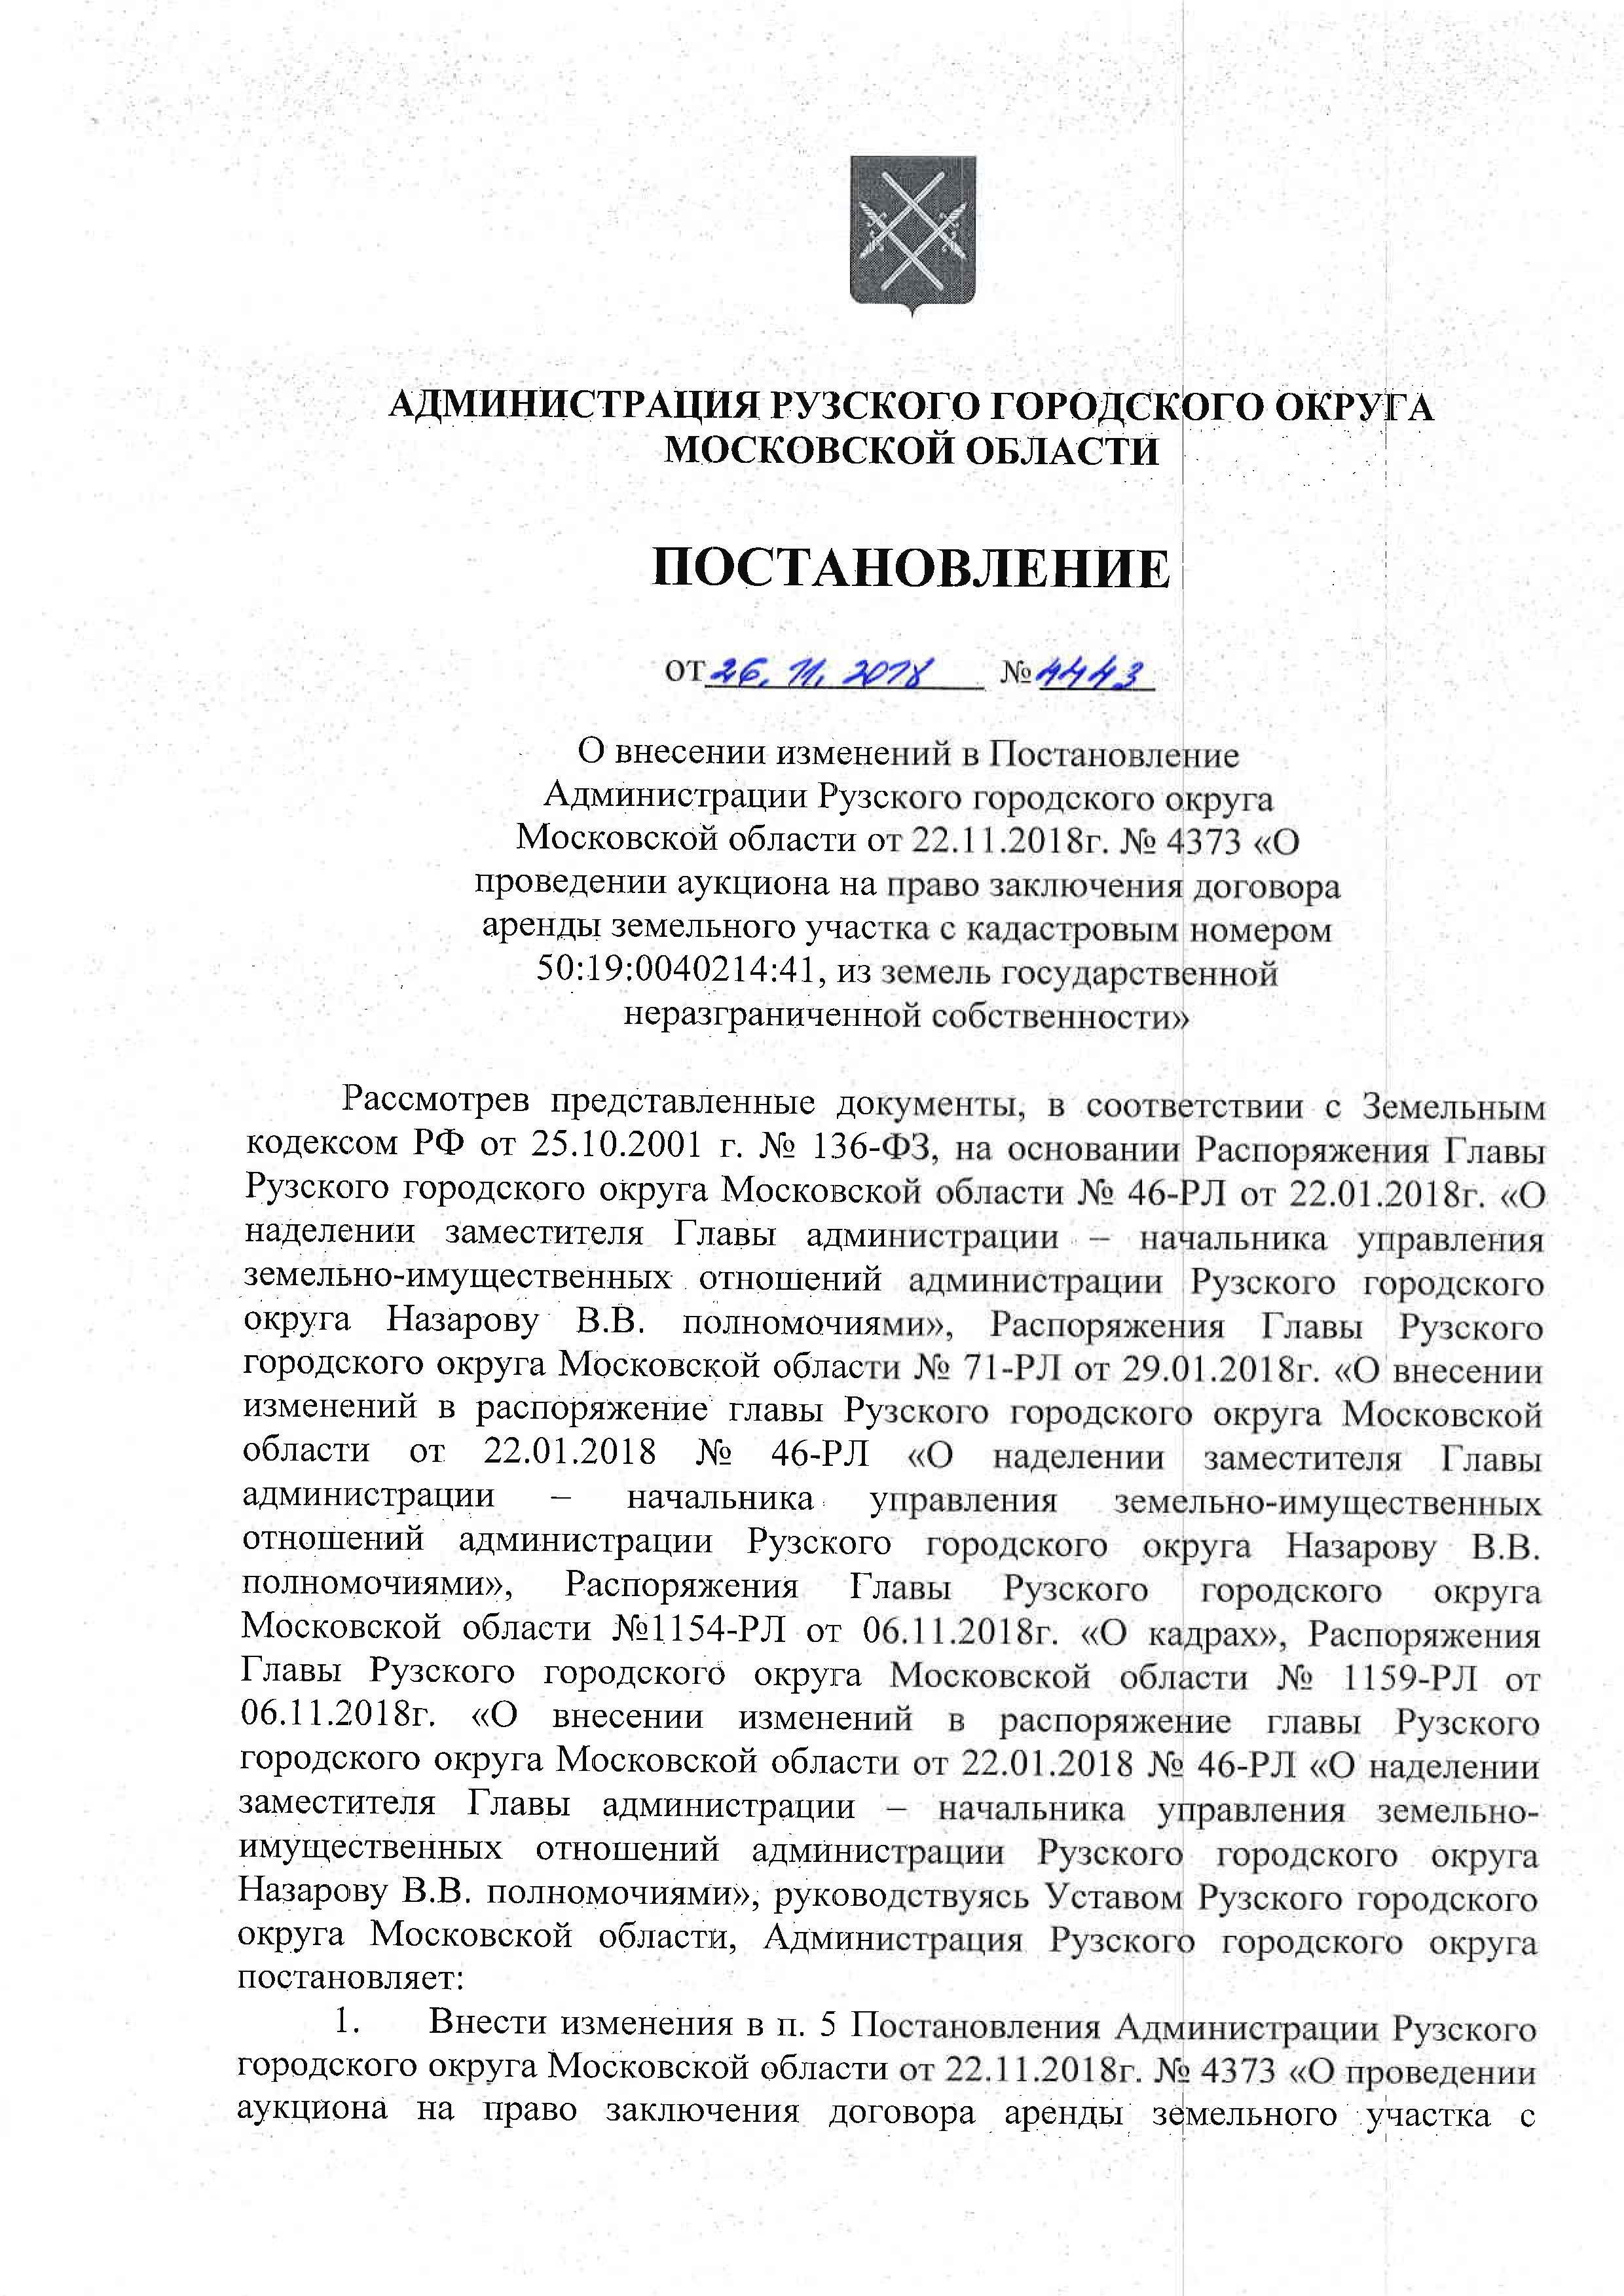 АДМИНИСТРАЦИЯ РУЗСКОГО ГОРОДСКОГО ОКРУГА
МОСКОВСКОЙ ОБЛАСТИ
ПОСТАНОВЛЕНИЕ
от 26.11.2018 № 4443
О внесении изменений в Постановление
Администрации Рузского городского округа
Московской области от 22.11.2018г. № 4373 «О
проведении аукциона на право заключения договора
аренды земельного участка с кадастровым номером
50:19:0040214:41, из земель государственной
неразграниченной собственности»
Рассмотрев представленные документы, в соответствии с Земельным
кодексом РФ от 25.10.2001 г. № 136-ФЗ, на основании Распоряжения Главы
Рузского городского округа Московской области № 46-РЛ от 22.01.2018г. «О
наделении заместителя Главы администрации – начальника управления
земельно-имущественных отношений администрации Рузского городского
округа Назарову В.В. полномочиями», Распоряжения Главы Рузского
городского округа Московской области № 71-РЛ от 29.01.2018г. «О внесении
изменений в распоряжение главы Рузского городского округа Московской
области от 22.01.2018 № 46-РЛ «О наделении заместителя Главы
администрации – начальника управления земельно-имущественных
отношений администрации Рузского городского округа Назарову В.В.
полномочиями», Распоряжения Главы Рузского городского округа
Московской области №1154-РЛ от 06.11.2018г. «О кадрах», Распоряжения
Главы Рузского городского округа Московской области № 1159-РЛ от
06.11.2018г. «О внесении изменений в распоряжение главы Рузского
городского округа Московской области от 22.01.2018 № 46-РЛ «О наделении
заместителя Главы администрации – начальника управления земельно-
имущественных отношений администрации Рузского городского округа
Назарову В.В. полномочиями», руководствуясь Уставом Рузского городского
округа Московской области, Администрация Рузского городского округа
постановляет:
1. Внести изменения в п. 5 Постановления Администрации Рузского
городского округа Московской области от 22.11.2018г. № 4373 «О проведении
аукциона на право заключения договора аренды земельного участка с